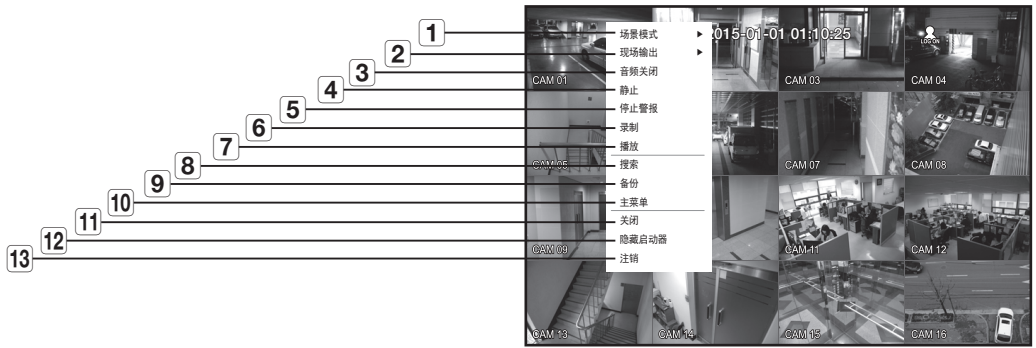 1
2
3
4
5
6
7
8
9
10
11
12
13
场景模式
现场输出
音频关闭
静止
停止警报
录制
播放
搜索
备份
主菜单
关闭
隐藏启动器
注销
2015-01-01 01:10:25
LOG ON
CAM 01
CAM 03
CAM 04
CAM 05
CAM 07
CAM 08
CAM 09
CAM 11
CAM 12
CAM 13
CAM 14
CAM 15
CAM 16